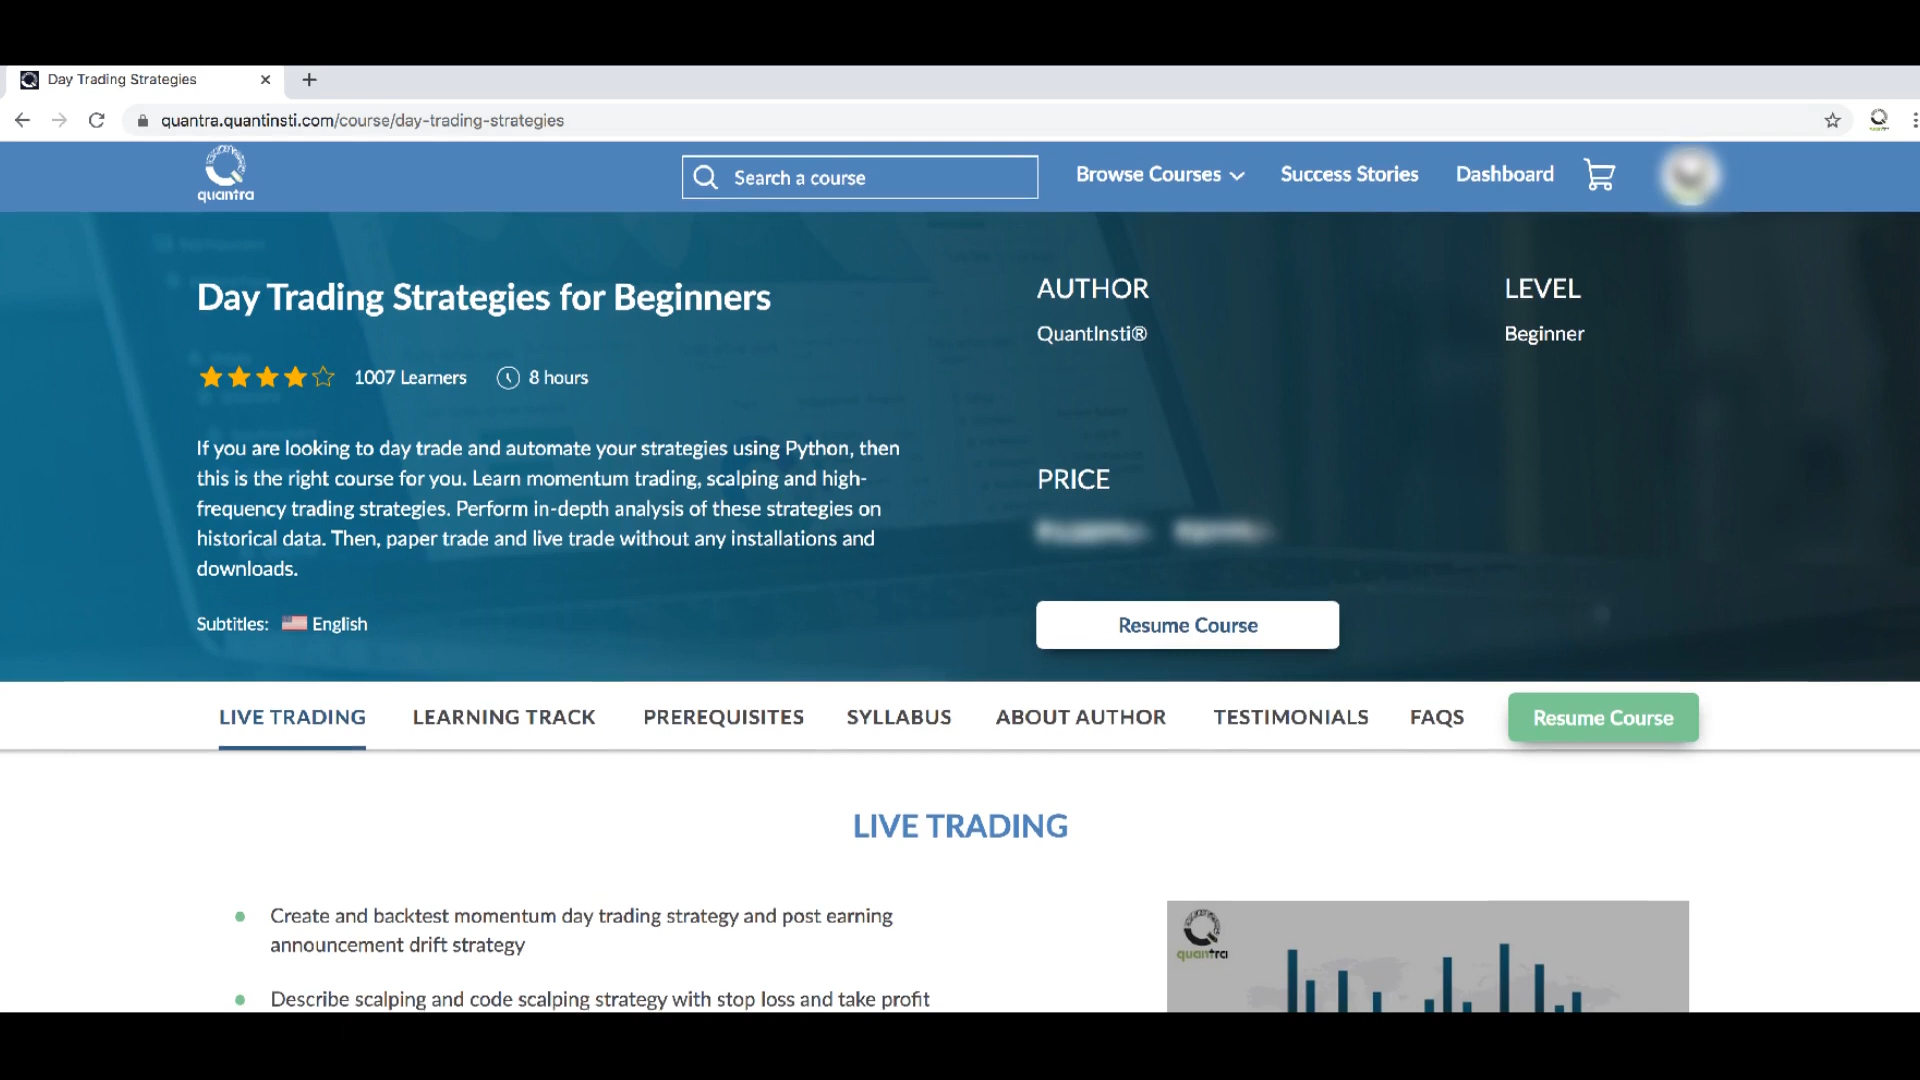 Day Trading Strategies
quantra.quantinsti.com/course/day-trading-strategies
quantra
Search a course
Browse Courses
Success Stories
Dashboard
Day Trading Strategies for Beginners
1007 Learners
8 hours
If you are looking to day trade and automate your strategies using Python, then
this is the right course for you. Learn momentum trading, scalping and high-
frequency trading strategies. Perform in-depth analysis of these strategies on
historical data. Then, paper trade and live trade without any installations and
downloads.
Subtitles: English
AUTHOR
QuantInsti®
LEVEL
Beginner
PRICE
Resume Course
LIVE TRADING
LEARNING TRACK
PREREQUISITES
SYLLABUS
ABOUT AUTHOR
TESTIMONIALS
FAQS
Resume Course
LIVE TRADING
Create and backtest momentum day trading strategy and post earning
announcement drift strategy
Describe scalping and code scalping strategy with stop loss and take profit
quantra